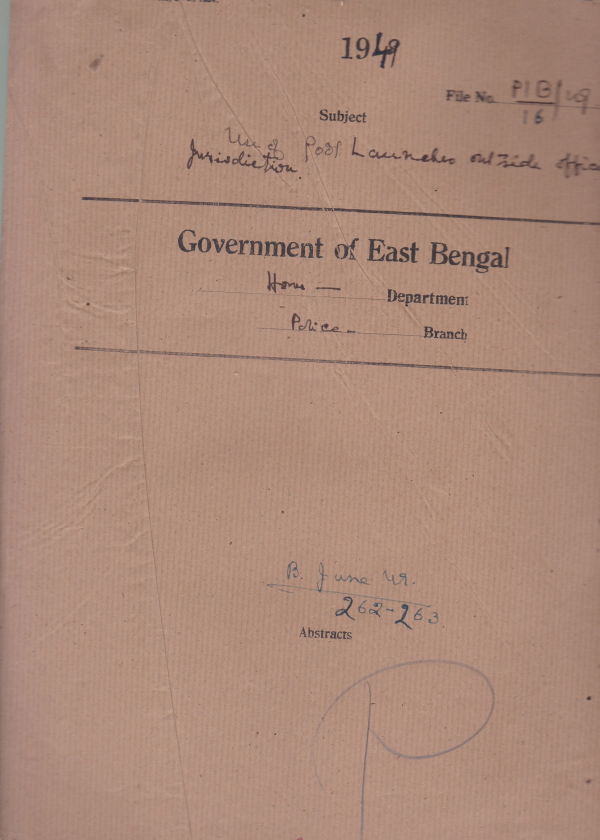 1949
File No. P1B/49
16
Subject
Use of Post Launches outside office
Jurisdiction.
Government of East Bengal
Home — Department
Police - Branch
B. June 49.
262-263
Abstracts
P